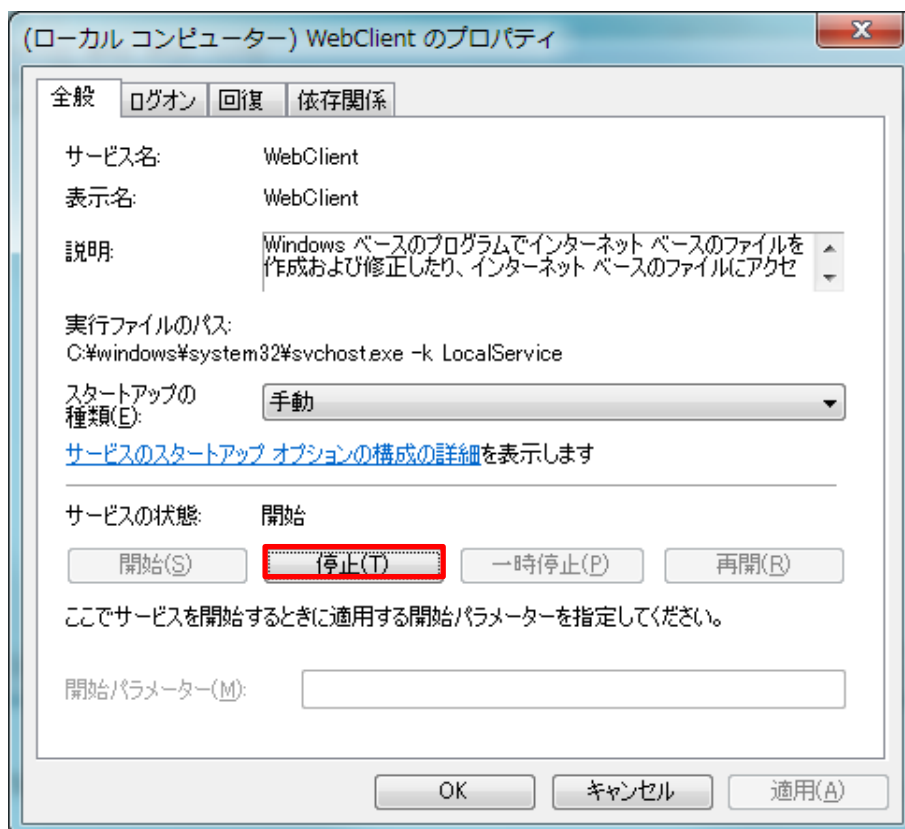 (ローカル コンピューター) WebClient のプロパティ
全般 ログオン 回復 依存関係
サービス名: WebClient
表示名: WebClient
説明: Windows ベースのプログラムでインターネット ベースのファイルを
作成および修正したり、インターネット ベースのファイルにアクセ
実行ファイルのパス:
C:¥windows¥system32¥svchost.exe -k LocalService
スタートアップの
種類(E): 手動
サービスのスタートアップ オプションの構成の詳細を表示します
サービスの状態: 開始
開始(S) 停止(T) 一時停止(P) 再開(R)
ここでサービスを開始するときに適用する開始パラメーターを指定してください。
開始パラメーター(M):
OK キャンセル 適用(A)